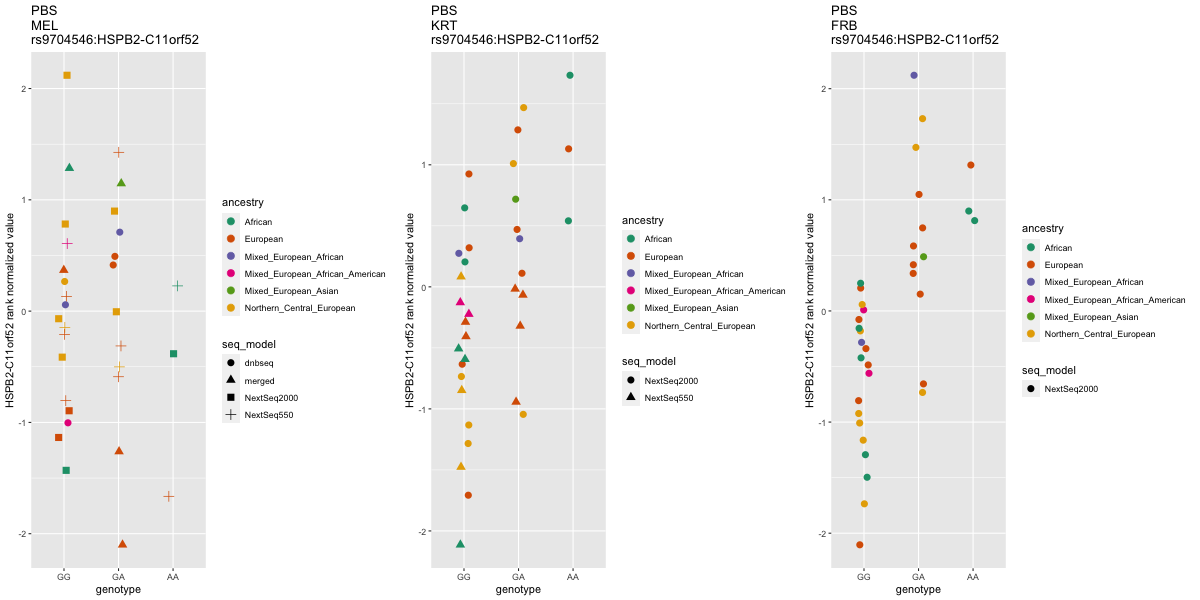 PBS
MEL
rs9704546:HSPB2-C11orf52
HSPB2-C11orf52 rank normalized value
2
1
0
-1
-2
GG
GA
AA
genotype
ancestry
African
European
Mixed_European_African
Mixed_European_African_American
Mixed_European_Asian
Northern_Central_European
seq_model
dnbseq
merged
NextSeq2000
NextSeq550
PBS
KRT
rs9704546:HSPB2-C11orf52
HSPB2-C11orf52 rank normalized value
1
0
-1
-2
GG
GA
AA
genotype
ancestry
African
European
Mixed_European_African
Mixed_European_African_American
Mixed_European_Asian
Northern_Central_European
seq_model
NextSeq2000
NextSeq550
PBS
FRB
rs9704546:HSPB2-C11orf52
HSPB2-C11orf52 rank normalized value
2
1
0
-1
-2
GG
GA
AA
genotype
ancestry
African
European
Mixed_European_African
Mixed_European_African_American
Mixed_European_Asian
Northern_Central_European
seq_model
NextSeq2000